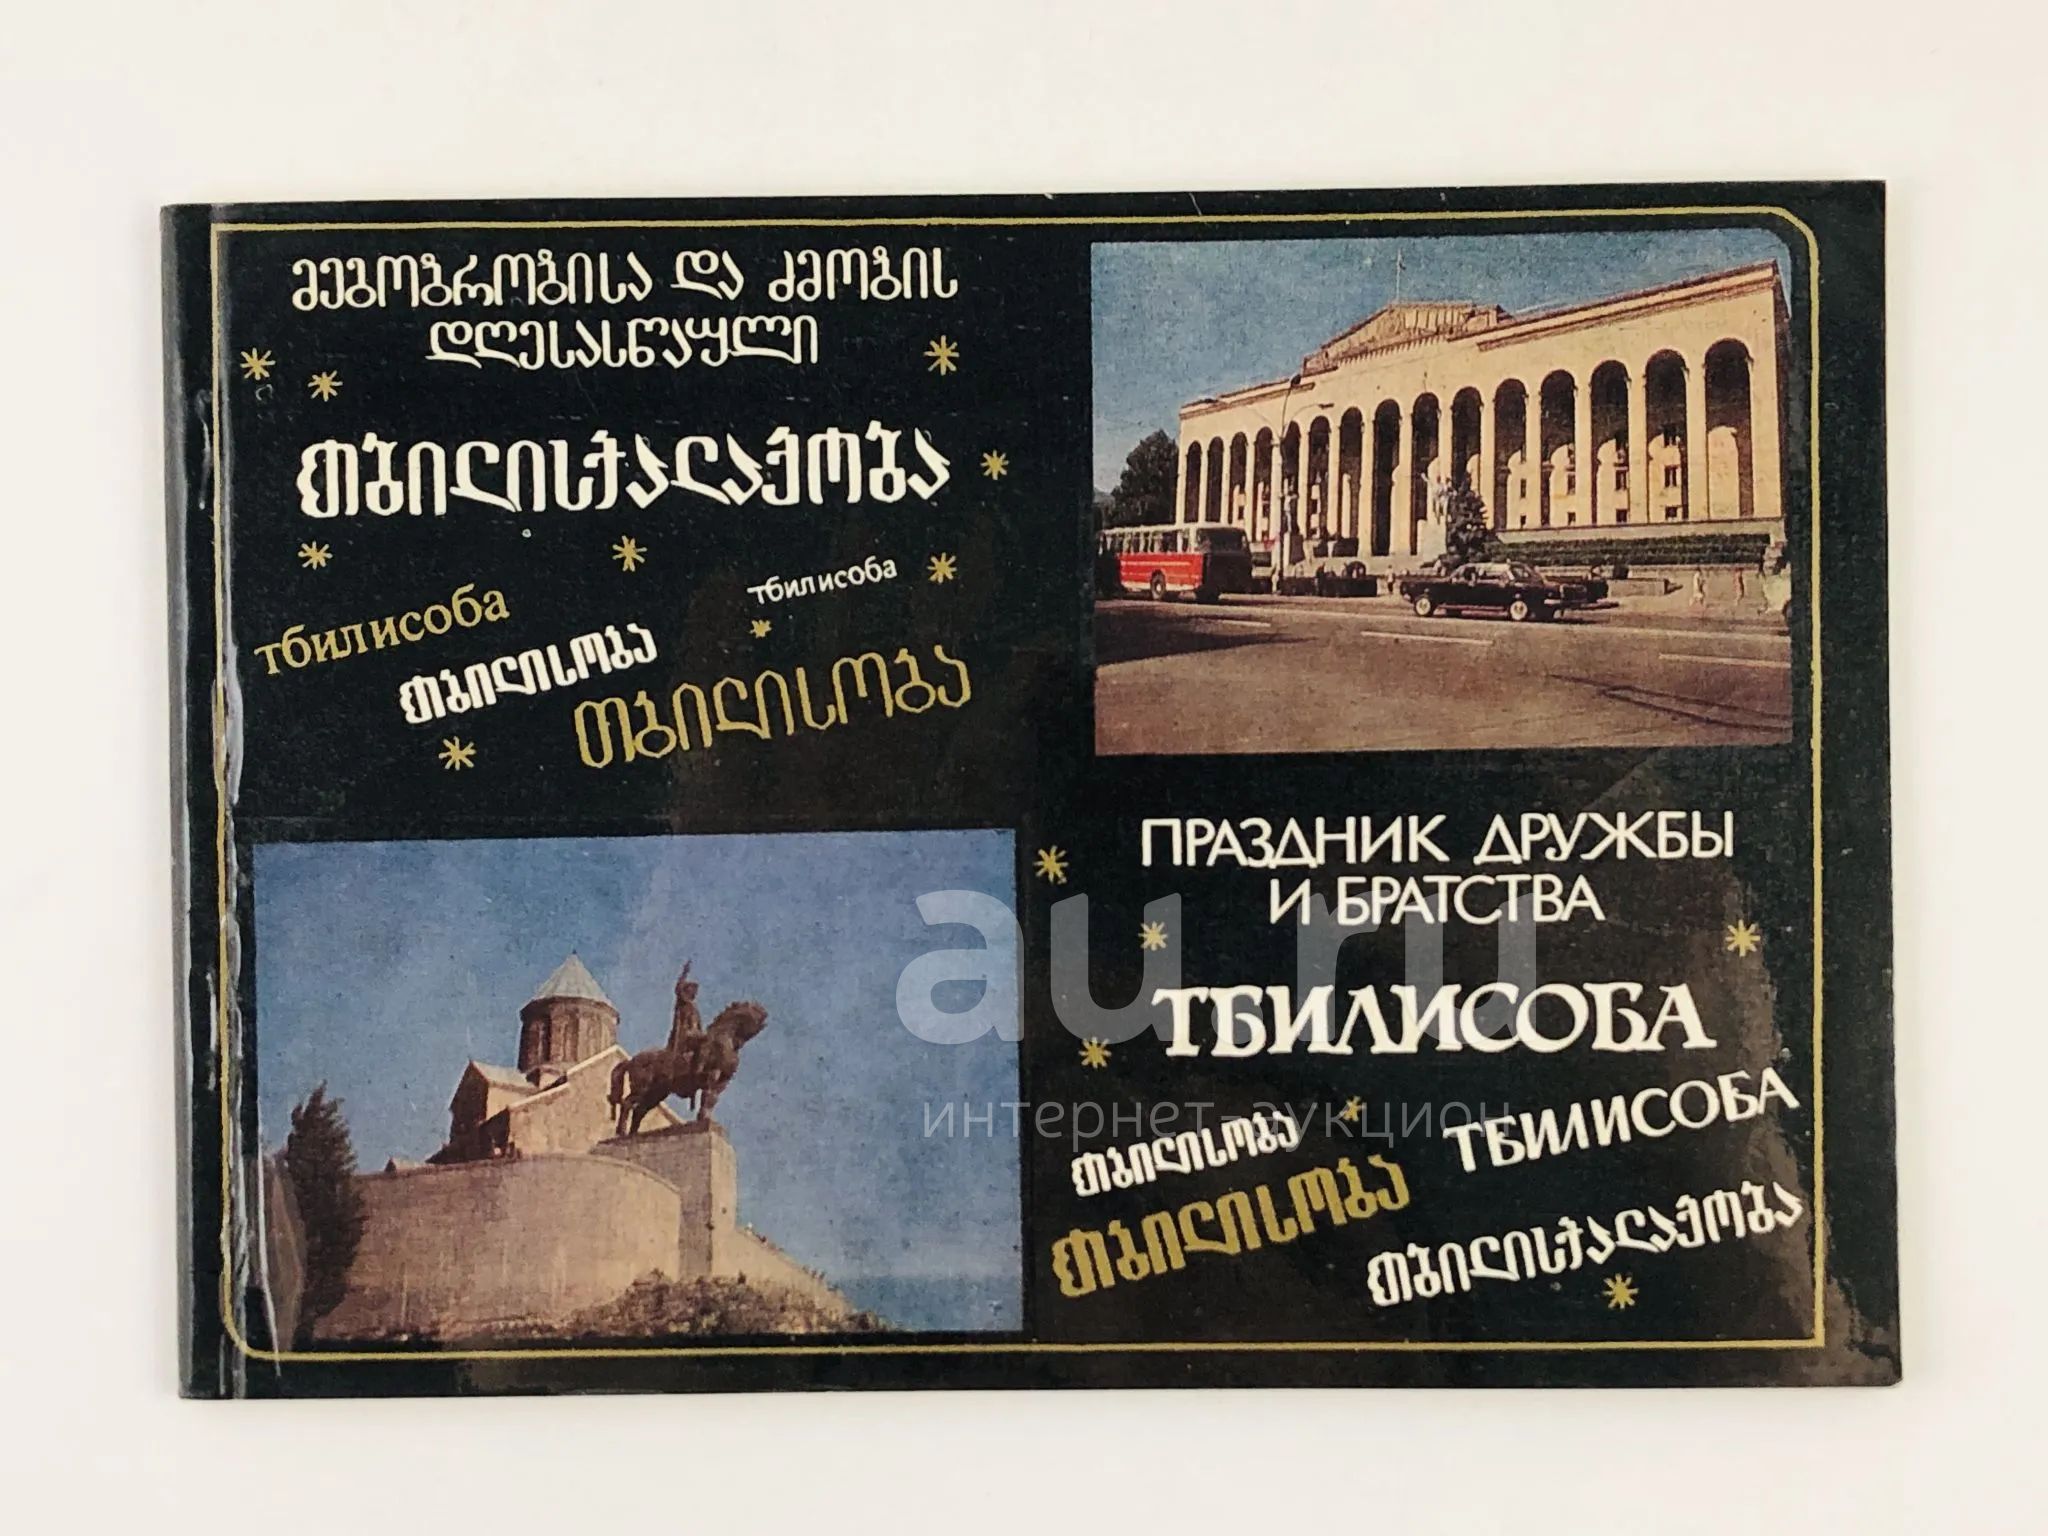 მეგობრობისა და ძმობის
დღესასწაული
თბილისქალაქობა
тбилисоба
тбилисоба
თბილისობა
თბილისობა
ПРАЗДНИК ДРУЖБЫ
И БРАТСТВА
ТБИЛИСОБА
ТБИЛИСОБА
თბილისობა
თბილისობა
თბილისქალაქობა
au.ru
интернет-аукцион